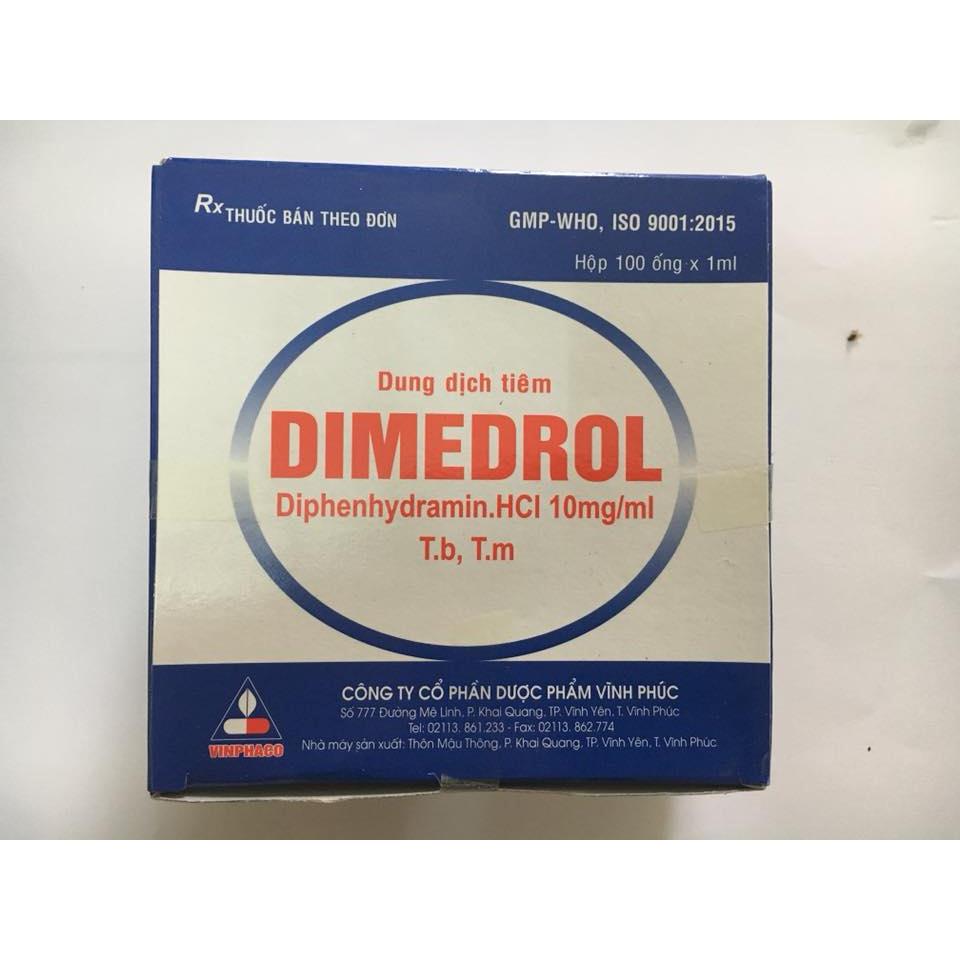 Rx THUỐC BÁN THEO ĐƠN
GMP-WHO, ISO 9001:2015
Hộp 100 ống x 1ml
Dung dịch tiêm
DIMEDROL
Diphenhydramin.HCl 10mg/ml
T.b, T.m
VINPHACO
CÔNG TY CỔ PHẦN DƯỢC PHẨM VĨNH PHÚC
Số 777 Đường Mê Linh, P. Khai Quang, TP. Vĩnh Yên, T. Vĩnh Phúc
Tel: 02113. 861.233 - Fax: 02113. 862.774
Nhà máy sản xuất: Thôn Mậu Thông, P. Khai Quang, TP. Vĩnh Yên, T. Vĩnh Phúc